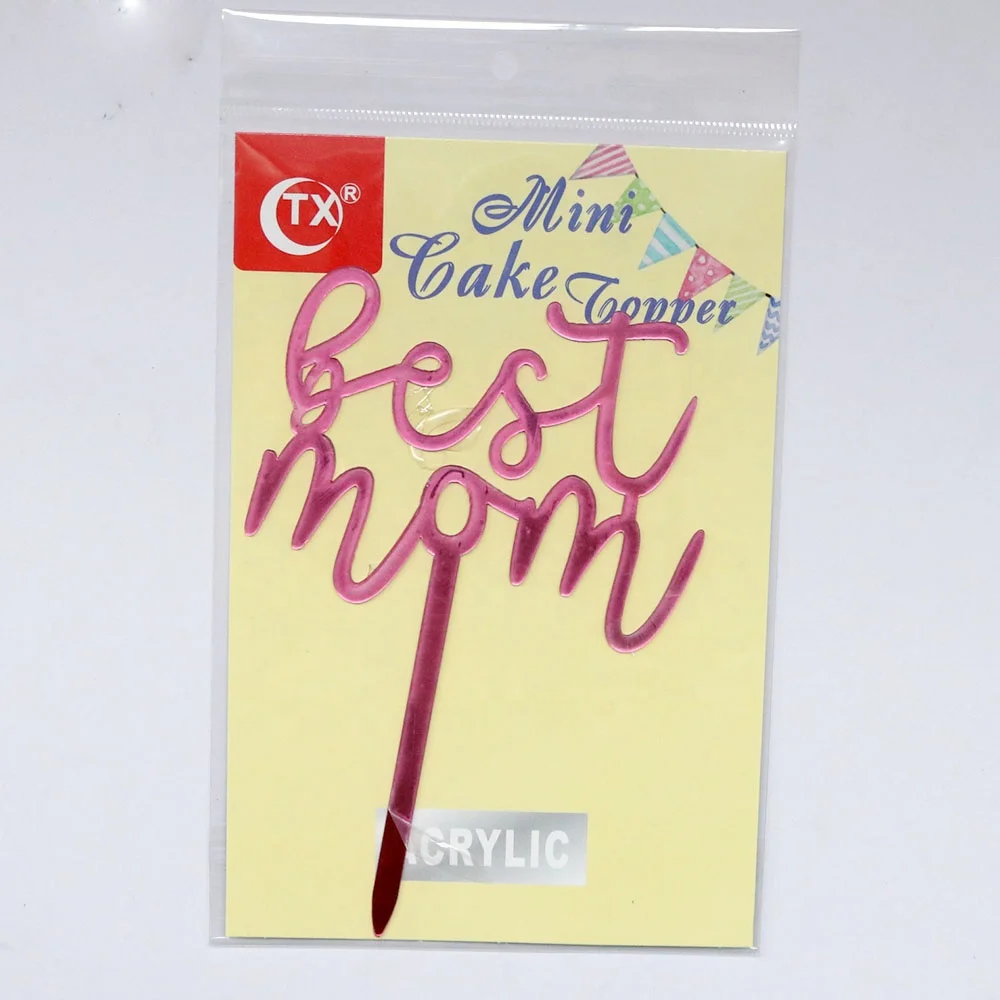 TX®
Mini
Cake
Topper
best
mom
ACRYLIC